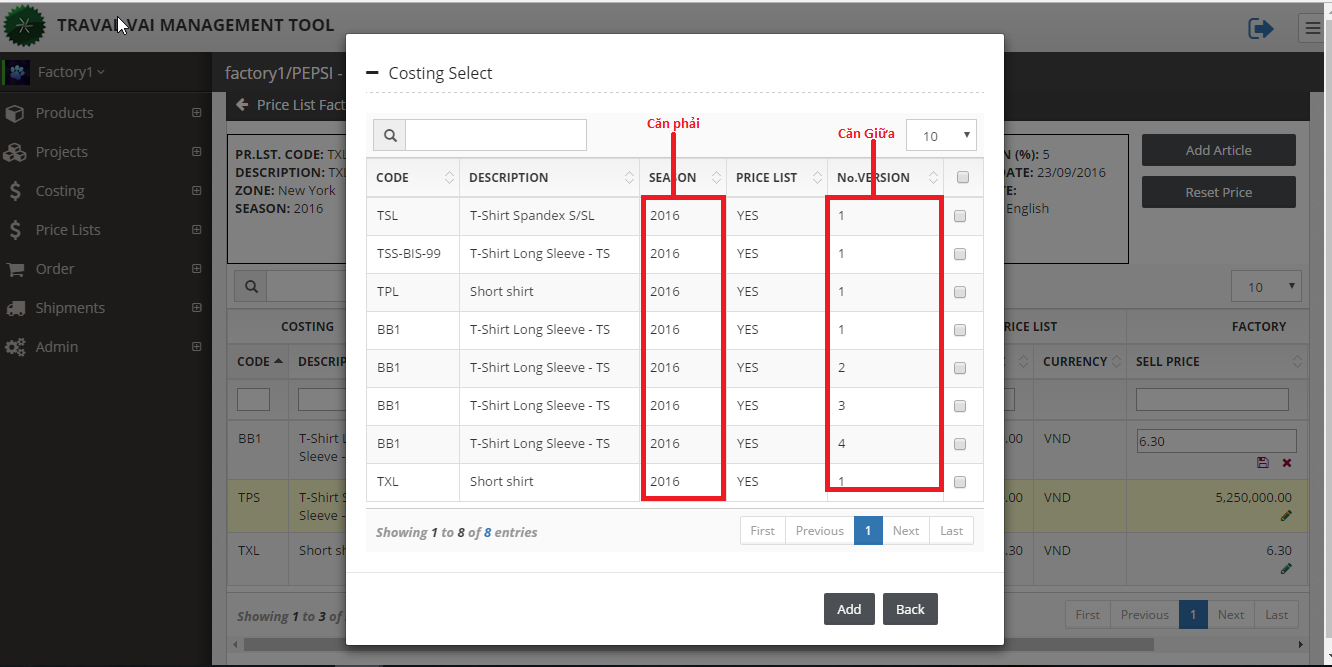 TRAVAI VAI MANAGEMENT TOOL
Factory1
factory1/PEPSI -
Products
Projects
Costing
Price Lists
Order
Shipments
Admin
Price List Fact
PR.LST. CODE: TXL
DESCRIPTION: TXL
ZONE: New York
SEASON: 2016
N (%): 5
ATE: 23/09/2016
E:
English
Add Article
Reset Price
10
COSTING
RICE LIST
FACTORY
CODE
DESCRIP
CURRENCY
SELL PRICE
BB1
T-Shirt L
Sleeve -
.00
VND
6.30
TPS
T-Shirt S
Sleeve -
.00
VND
5,250,000.00
TXL
Short sh
.30
VND
6.30
Showing 1 to 3 of
First Previous 1 Next Last
Costing Select
Căn phải
Căn Giữa
10
CODE DESCRIPTION SEASON PRICE LIST No.VERSION
TSL T-Shirt Spandex S/SL 2016 YES 1
TSS-BIS-99 T-Shirt Long Sleeve - TS 2016 YES 1
TPL Short shirt 2016 YES 1
BB1 T-Shirt Long Sleeve - TS 2016 YES 1
BB1 T-Shirt Long Sleeve - TS 2016 YES 2
BB1 T-Shirt Long Sleeve - TS 2016 YES 3
BB1 T-Shirt Long Sleeve - TS 2016 YES 4
TXL Short shirt 2016 YES 1
Showing 1 to 8 of 8 entries
First Previous 1 Next Last
Add Back